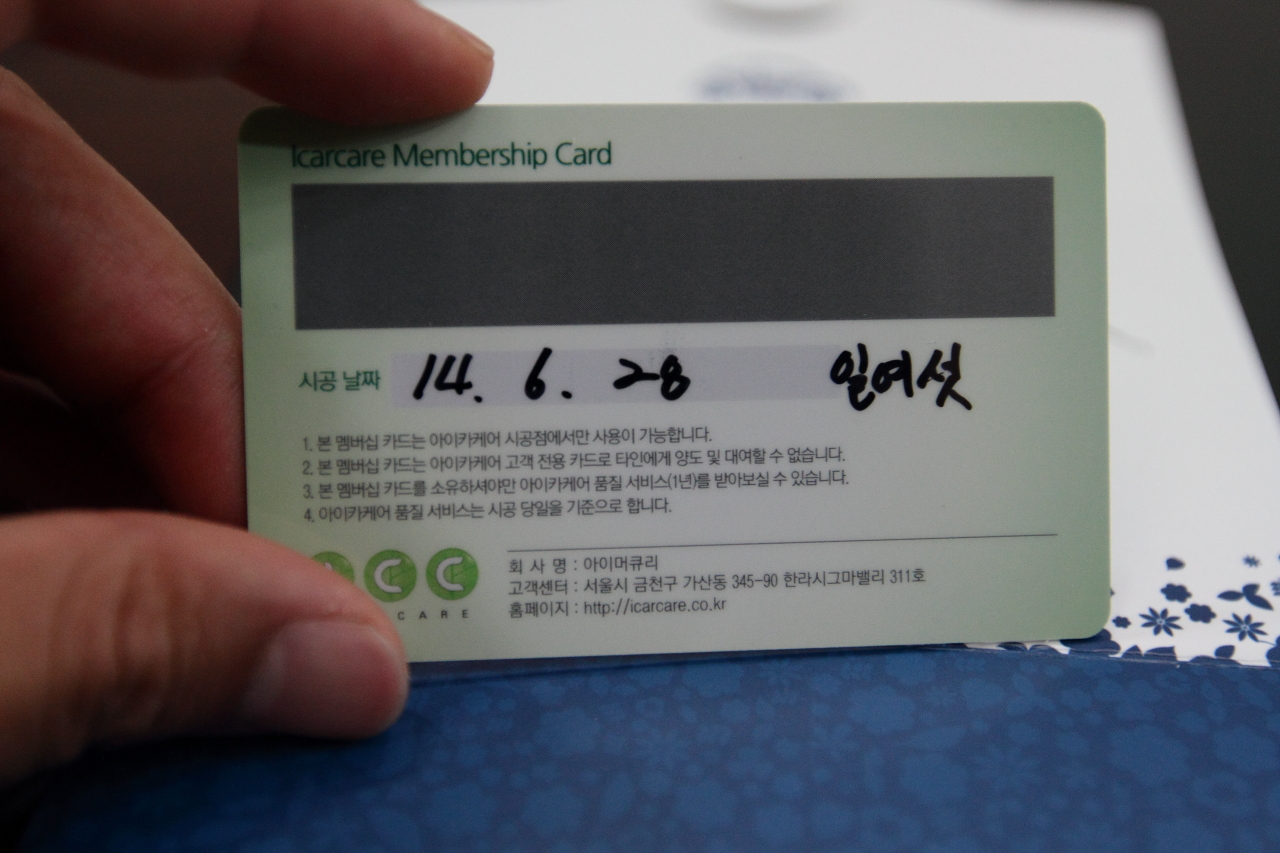 Icarcare Membership Card
시공 날짜 14. 6. 28 일여섯
1. 본 멤버십 카드는 아이카케어 시공점에서만 사용이 가능합니다.
2. 본 멤버십 카드는 아이카케어 고객 전용 카드로 타인에게 양도 및 대여할 수 없습니다.
3. 본 멤버십 카드를 소유하셔야만 아이카케어 품질 서비스(1년)를 받아보실 수 있습니다.
4. 아이카케어 품질 서비스는 시공 당일을 기준으로 합니다.
C C
C A R E
회 사 명 : 아이머큐리
고객센터 : 서울시 금천구 가산동 345-90 한라시그마밸리 311호
홈페이지 : http://icarcare.co.kr